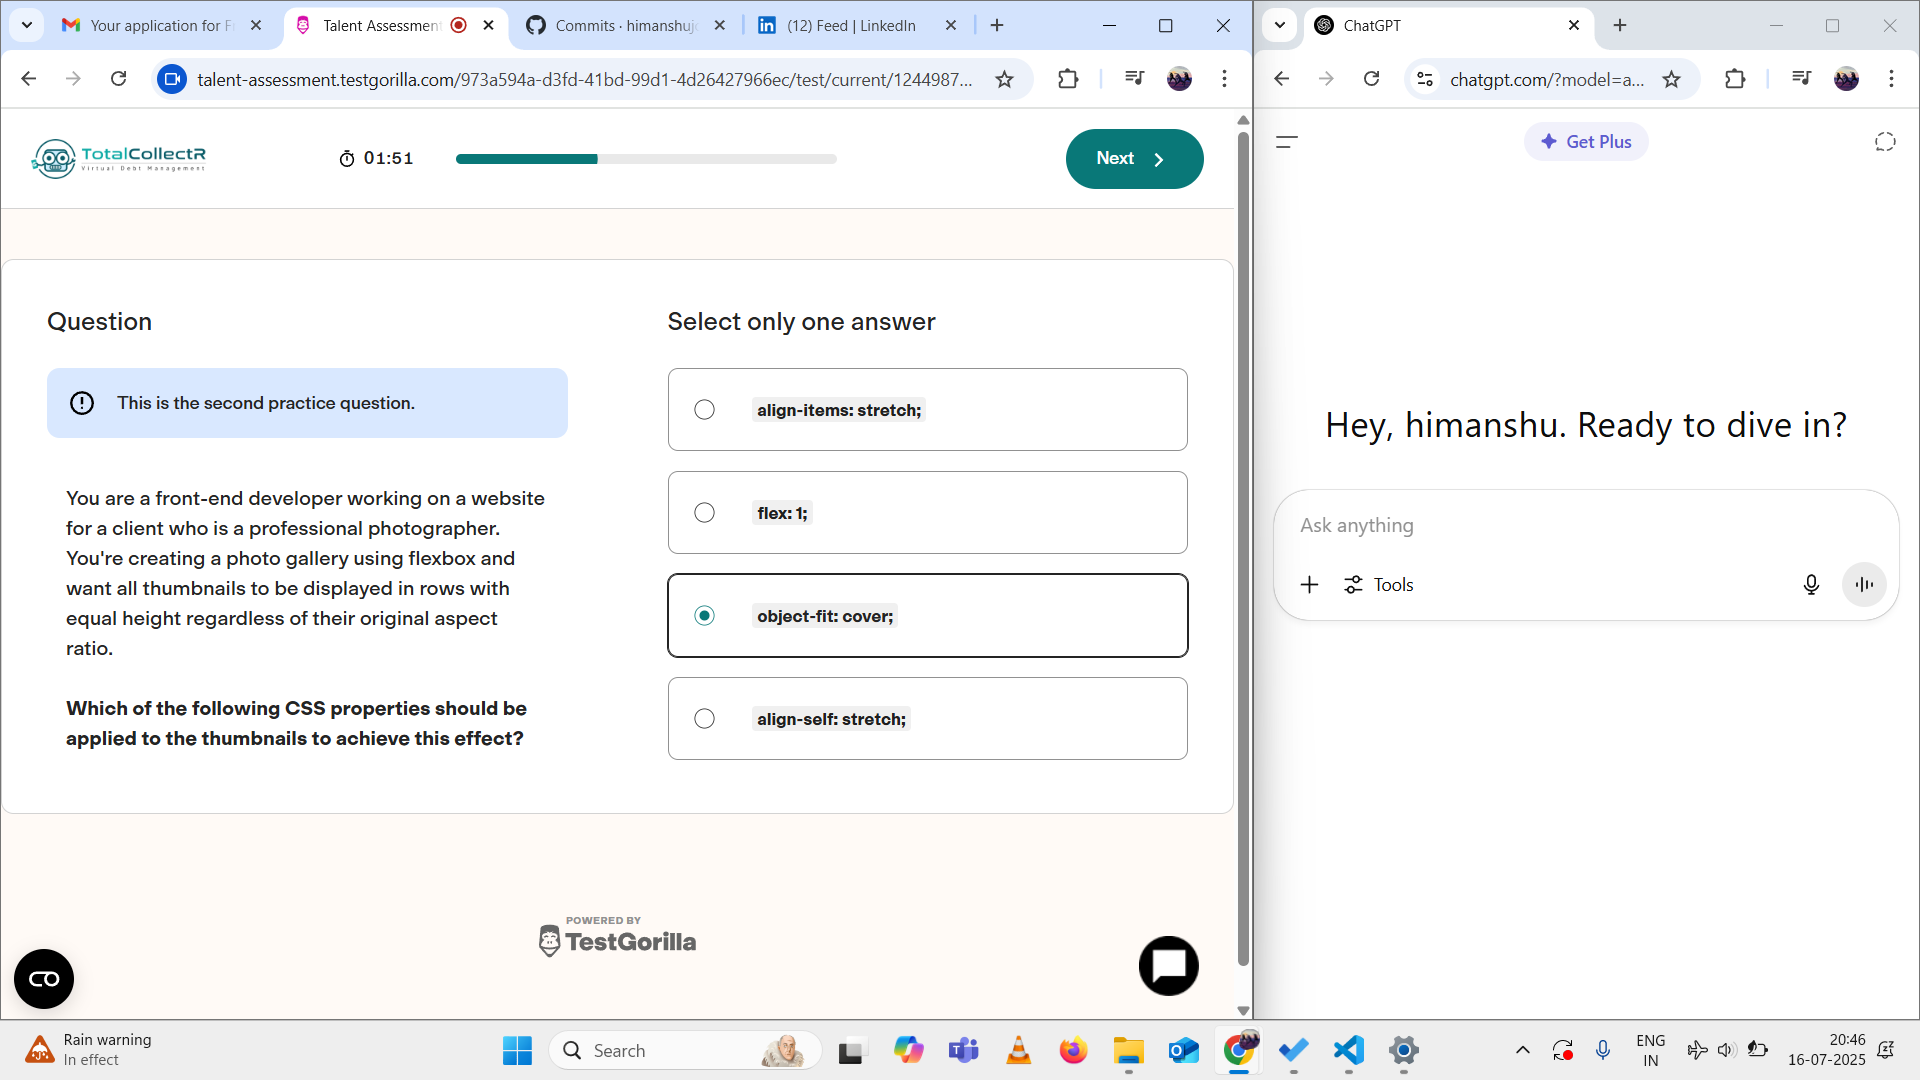 Your application for Fr
Talent Assessment
Commits · himanshujo
(12) Feed | LinkedIn
ChatGPT
talent-assessment.testgorilla.com/973a594a-d3fd-41bd-99d1-4d26427966ec/test/current/1244987...
chatgpt.com/?model=a...
TotalCollectR
Virtual Debt Management
01:51
Next
Get Plus
Question
This is the second practice question.
You are a front-end developer working on a website
for a client who is a professional photographer.
You're creating a photo gallery using flexbox and
want all thumbnails to be displayed in rows with
equal height regardless of their original aspect
ratio.
Which of the following CSS properties should be
applied to the thumbnails to achieve this effect?
Select only one answer
align-items: stretch;
flex: 1;
object-fit: cover;
align-self: stretch;
POWERED BY
TestGorilla
Hey, himanshu. Ready to dive in?
Ask anything
Tools
Rain warning
In effect
Search
ENG
IN
20:46
16-07-2025